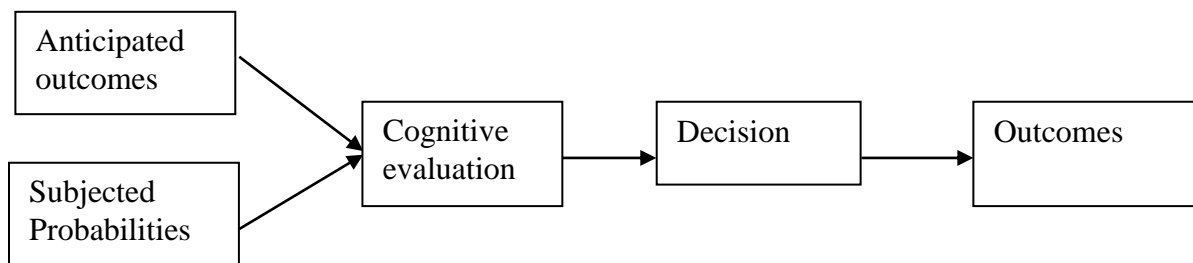 Anticipated
outcomes
Subjected
Probabilities
Cognitive
evaluation
Decision
Outcomes